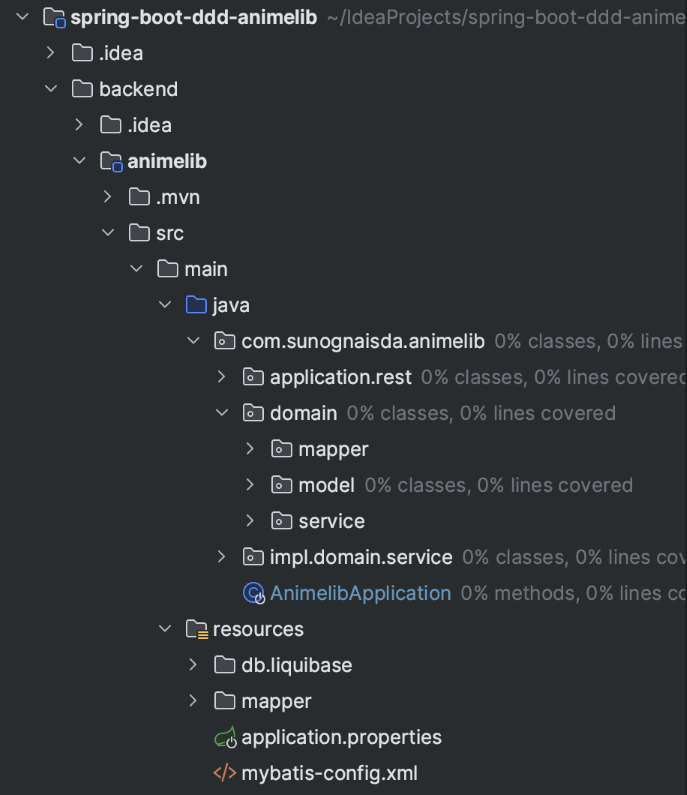 spring-boot-ddd-animelib ~/IdeaProjects/spring-boot-ddd-anime
.idea
backend
.idea
animelib
.mvn
src
main
java
com.sunognaisda.animelib 0% classes, 0% lines
application.rest 0% classes, 0% lines covered
domain 0% classes, 0% lines covered
mapper
model 0% classes, 0% lines covered
service
impl.domain.service 0% classes, 0% lines cov
AnimelibApplication 0% methods, 0% lines co
resources
db.liquibase
mapper
application.properties
mybatis-config.xml